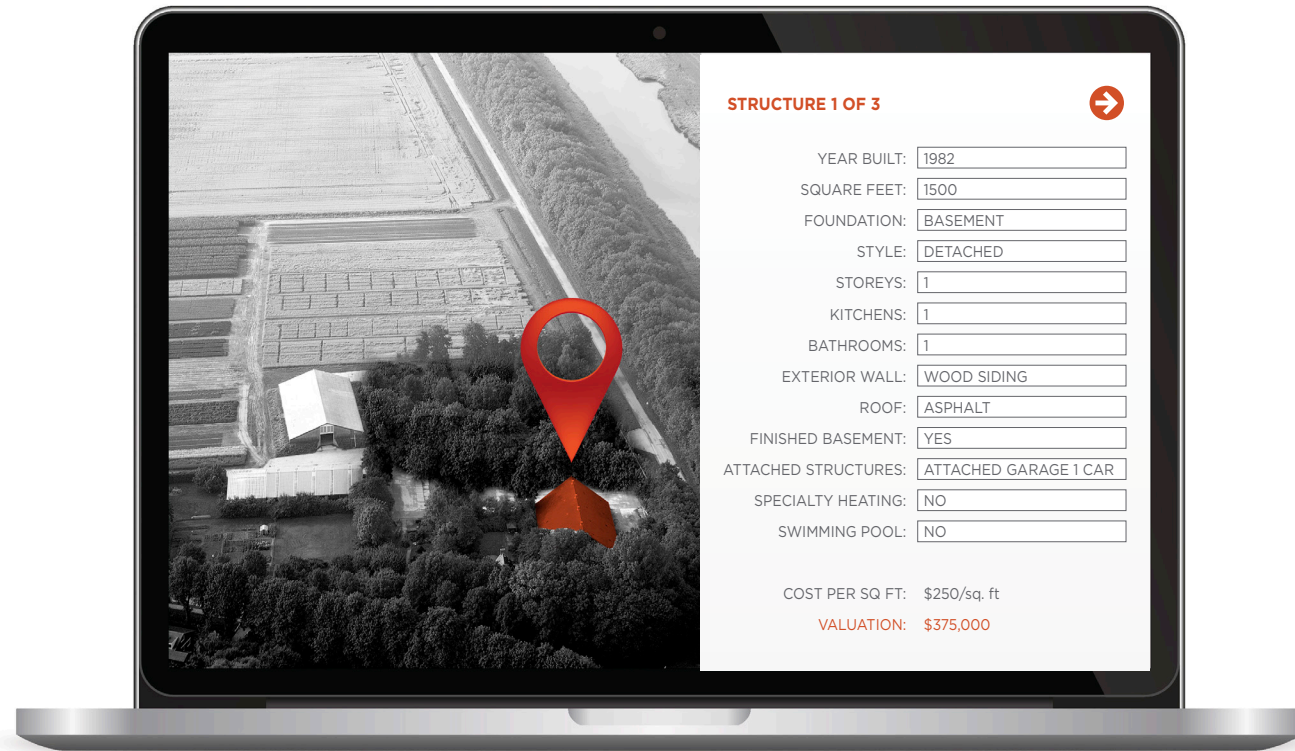 STRUCTURE 1 OF 3
YEAR BUILT: 1982
SQUARE FEET: 1500
FOUNDATION: BASEMENT
STYLE: DETACHED
STOREYS: 1
KITCHENS: 1
BATHROOMS: 1
EXTERIOR WALL: WOOD SIDING
ROOF: ASPHALT
FINISHED BASEMENT: YES
ATTACHED STRUCTURES: ATTACHED GARAGE 1 CAR
SPECIALTY HEATING: NO
SWIMMING POOL: NO
COST PER SQ FT: $250/sq. ft
VALUATION: $375,000